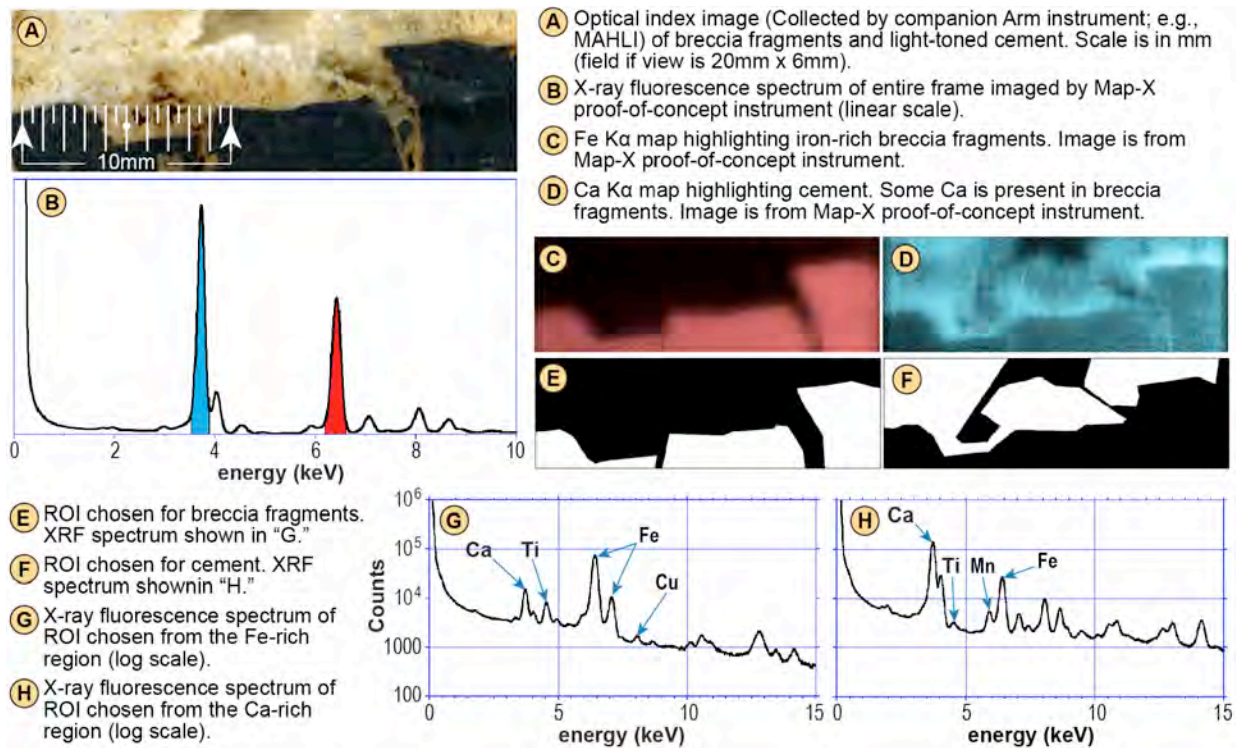 A
10mm
A Optical index image (Collected by companion Arm instrument; e.g.,
MAHLI) of breccia fragments and light-toned cement. Scale is in mm
(field if view is 20mm x 6mm).
B X-ray fluorescence spectrum of entire frame imaged by Map-X
proof-of-concept instrument (linear scale).
C Fe Kα map highlighting iron-rich breccia fragments. Image is from
Map-X proof-of-concept instrument.
D Ca Kα map highlighting cement. Some Ca is present in breccia
fragments. Image is from Map-X proof-of-concept instrument.
B
0 2 4 6 8 10
energy (keV)
C
D
E
F
E ROI chosen for breccia fragments.
XRF spectrum shown in “G.”
F ROI chosen for cement. XRF
spectrum shownin “H.”
G X-ray fluorescence spectrum of
ROI chosen from the Fe-rich
region (log scale).
H X-ray fluorescence spectrum of
ROI chosen from the Ca-rich
region (log scale).
G
Counts
10⁶
10⁵
10⁴
1000
100
Ca Ti Fe
Cu
0 5 10 15
energy (keV)
H
Ca
Ti Mn Fe
0 5 10 15
energy (keV)